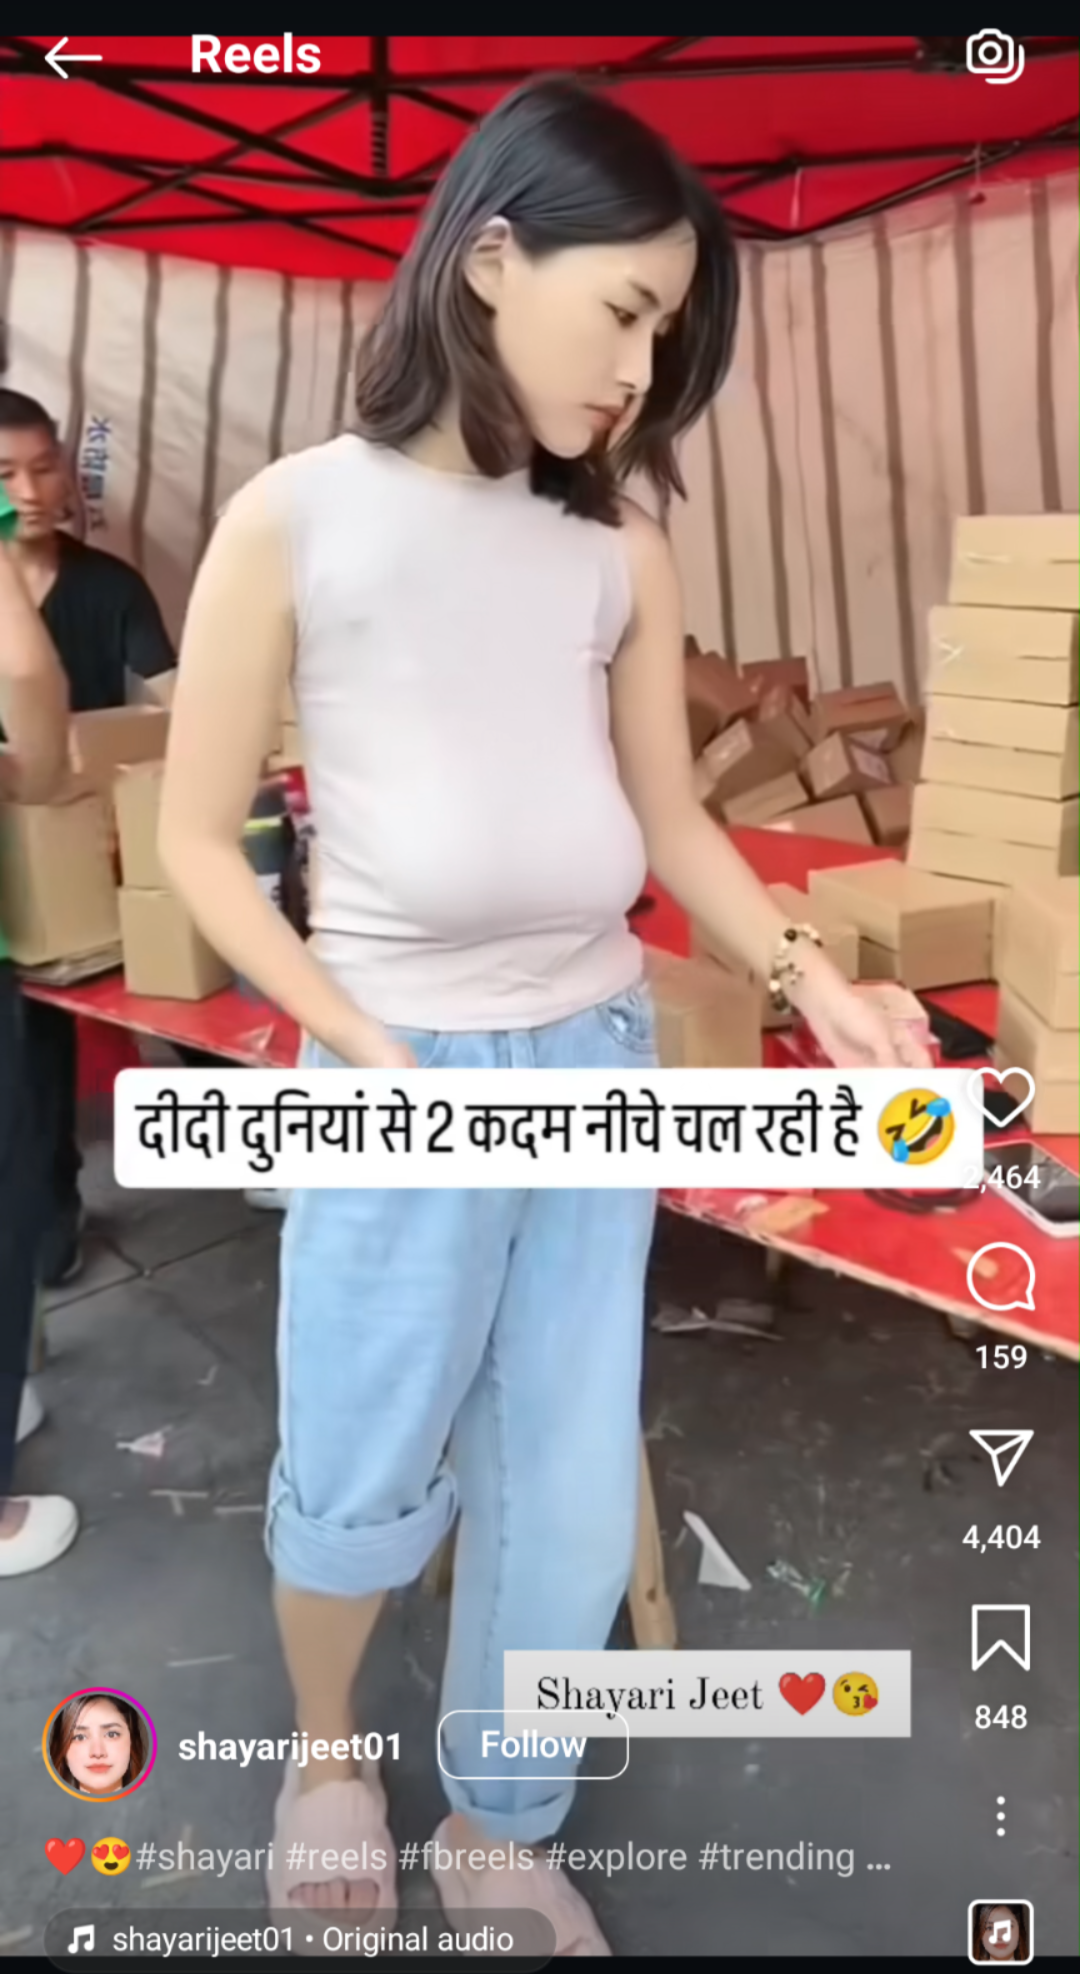 Reels
दीदी दुनियां से 2 कदम नीचे चल रही है 🤣
2,464
159
4,404
Shayari Jeet ❤️😘
848
shayarijeet01 Follow
❤️😍#shayari #reels #fbreels #explore #trending ...
shayarijeet01 • Original audio